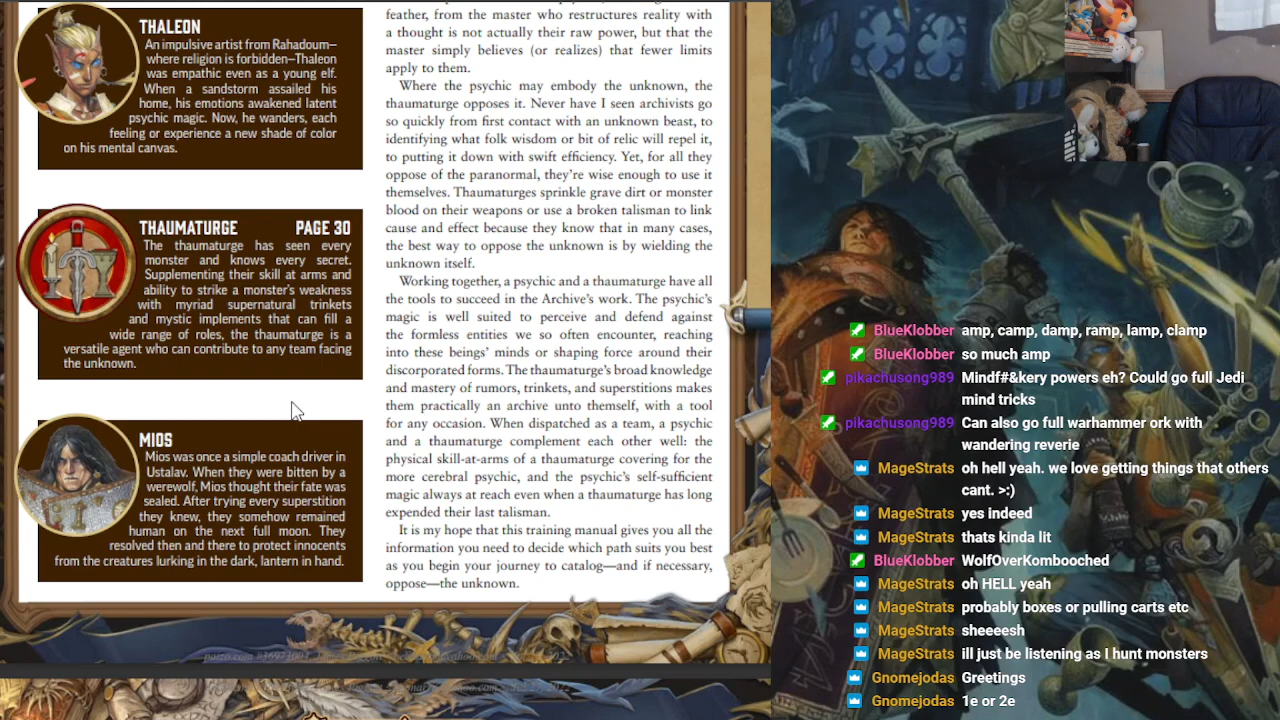 THALEON
An impulsive artist from Rahadoum—
where religion is forbidden—Thaleon
was empathic even as a young elf.
When a sandstorm assailed his
home, his emotions awakened latent
psychic magic. Now, he wanders, each
feeling or experience a new shade of color
on his mental canvas.
THAUMATURGE PAGE 30
The thaumaturge has seen every
monster and knows every secret.
Supplementing their skill at arms and
ability to strike a monster's weakness
with myriad supernatural trinkets
and mystic implements that can fill a
wide range of roles, the thaumaturge is a
versatile agent who can contribute to any team facing
the unknown.
MIOS
Mios was once a simple coach driver in
Ustalav. When they were bitten by a
werewolf, Mios thought their fate was
sealed. After trying every superstition
they knew, they somehow remained
human on the next full moon. They
resolved then and there to protect innocents
from the creatures lurking in the dark, lantern in hand.
feather, from the master who restructures reality with
a thought is not actually their raw power, but that the
master simply believes (or realizes) that fewer limits
apply to them.
Where the psychic may embody the unknown, the
thaumaturge opposes it. Never have I seen archivists go
so quickly from first contact with an unknown beast, to
identifying what folk wisdom or bit of relic will repel it,
to putting it down with swift efficiency. Yet, for all they
oppose of the paranormal, they're wise enough to use it
themselves. Thaumaturges sprinkle grave dirt or monster
blood on their weapons or use a broken talisman to link
cause and effect because they know that in many cases,
the best way to oppose the unknown is by wielding the
unknown itself.
Working together, a psychic and a thaumaturge have all
the tools to succeed in the Archive's work. The psychic's
magic is well suited to perceive and defend against
the formless entities we so often encounter, reaching
into these beings' minds or shaping force around their
discorporated forms. The thaumaturge's broad knowledge
and mastery of rumors, trinkets, and superstitions makes
them practically an archive unto themself, with a tool
for any occasion. When dispatched as a team, a psychic
and a thaumaturge complement each other well: the
physical skill-at-arms of a thaumaturge covering for the
more cerebral psychic, and the psychic's self-sufficient
magic always at reach even when a thaumaturge has long
expended their last talisman.
It is my hope that this training manual gives you all the
information you need to decide which path suits you best
as you begin your journey to catalog—and if necessary,
oppose—the unknown.
BlueKlobber amp, camp, damp, ramp, lamp, clamp
BlueKlobber so much amp
pikachusong989 Mindf#&kery powers eh? Could go full Jedi
mind tricks
pikachusong989 Can also go full warhammer ork with
wandering reverie
MageStrats oh hell yeah. we love getting things that others
cant. >:)
MageStrats yes indeed
MageStrats thats kinda lit
BlueKlobber WolfOverKombooched
MageStrats oh HELL yeah
MageStrats probably boxes or pulling carts etc
MageStrats sheeeesh
MageStrats ill just be listening as I hunt monsters
Gnomejodas Greetings
Gnomejodas 1e or 2e